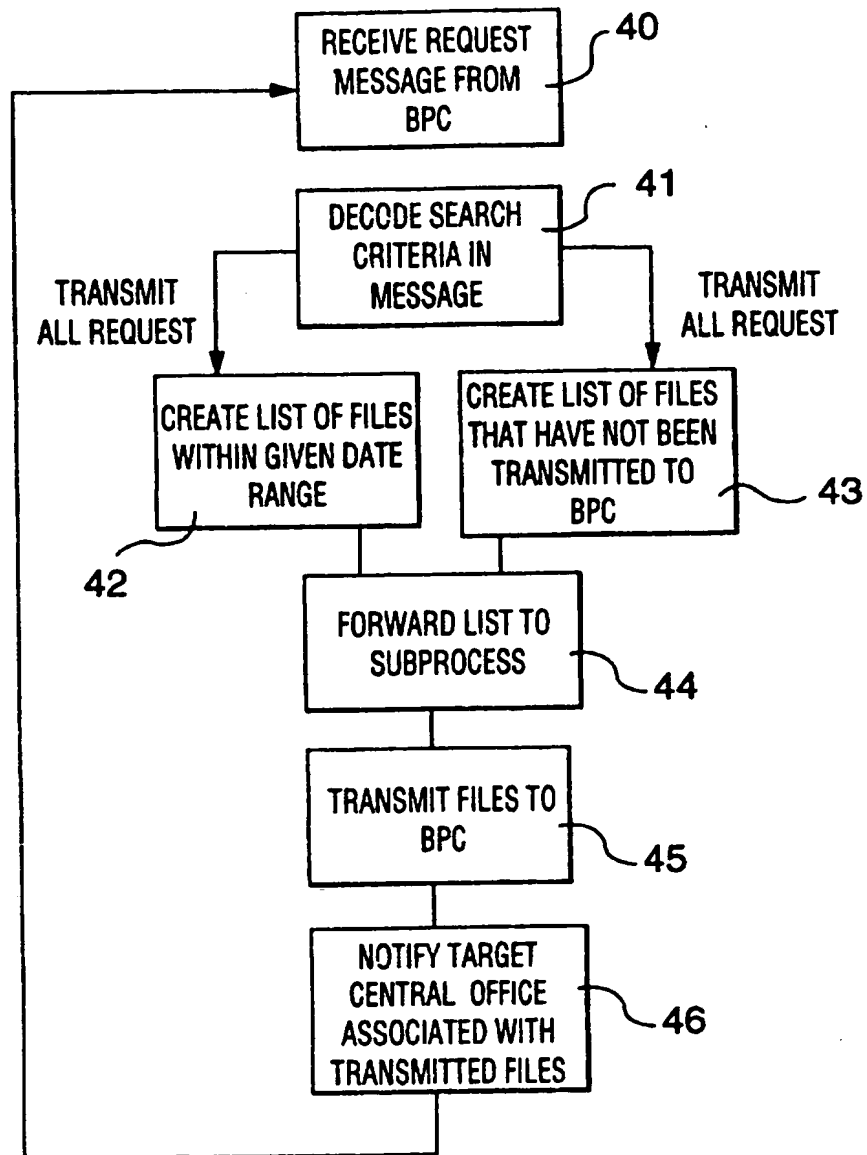 RECEIVE REQUEST
MESSAGE FROM
BPC
40
DECODE SEARCH
CRITERIA IN
MESSAGE
41
TRANSMIT
ALL REQUEST
TRANSMIT
ALL REQUEST
CREATE LIST OF FILES
WITHIN GIVEN DATE
RANGE
42
CREATE LIST OF FILES
THAT HAVE NOT BEEN
TRANSMITTED TO
BPC
43
FORWARD LIST TO
SUBPROCESS
44
TRANSMIT FILES TO
BPC
45
NOTIFY TARGET
CENTRAL OFFICE
ASSOCIATED WITH
TRANSMITTED FILES
46